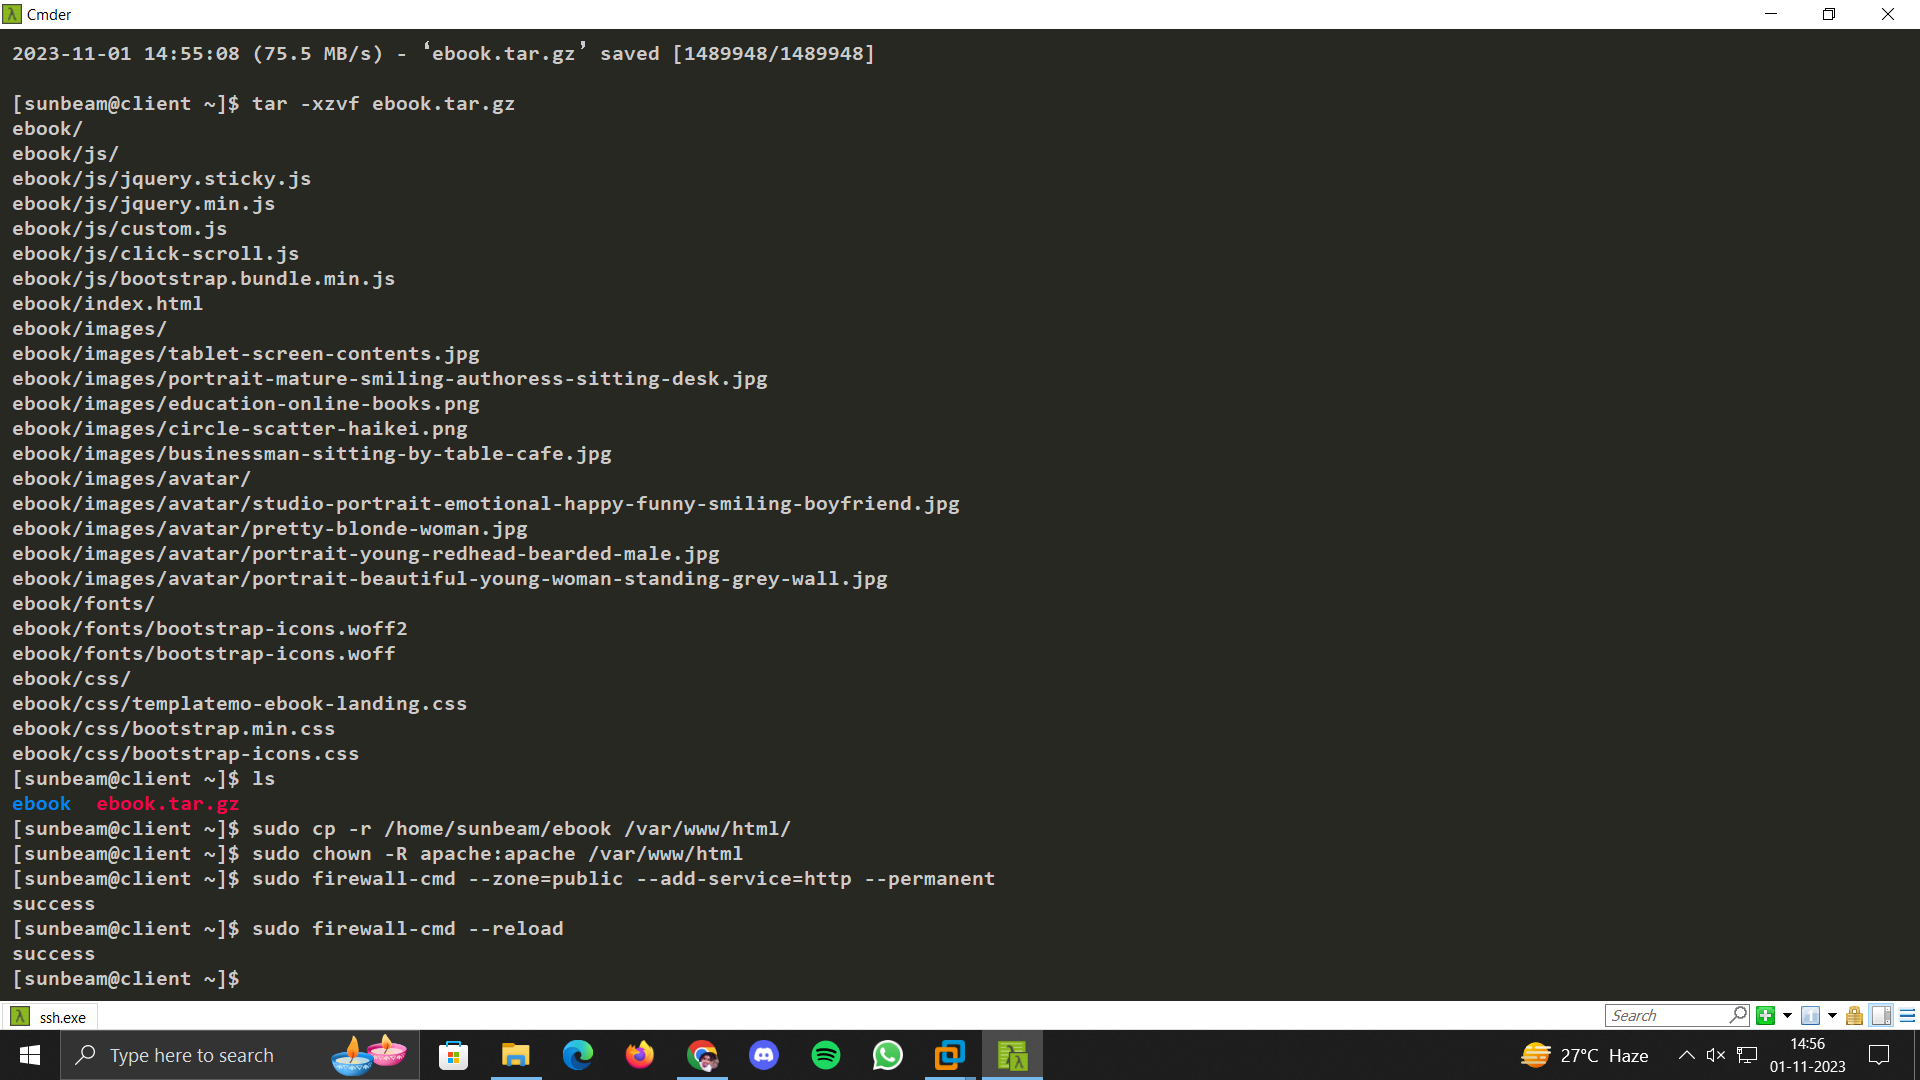 Cmder
2023-11-01 14:55:08 (75.5 MB/s) - ‘ebook.tar.gz’ saved [1489948/1489948]
[sunbeam@client ~]$ tar -xzvf ebook.tar.gz
ebook/
ebook/js/
ebook/js/jquery.sticky.js
ebook/js/jquery.min.js
ebook/js/custom.js
ebook/js/click-scroll.js
ebook/js/bootstrap.bundle.min.js
ebook/index.html
ebook/images/
ebook/images/tablet-screen-contents.jpg
ebook/images/portrait-mature-smiling-authoress-sitting-desk.jpg
ebook/images/education-online-books.png
ebook/images/circle-scatter-haikei.png
ebook/images/businessman-sitting-by-table-cafe.jpg
ebook/images/avatar/
ebook/images/avatar/studio-portrait-emotional-happy-funny-smiling-boyfriend.jpg
ebook/images/avatar/pretty-blonde-woman.jpg
ebook/images/avatar/portrait-young-redhead-bearded-male.jpg
ebook/images/avatar/portrait-beautiful-young-woman-standing-grey-wall.jpg
ebook/fonts/
ebook/fonts/bootstrap-icons.woff2
ebook/fonts/bootstrap-icons.woff
ebook/css/
ebook/css/templatemo-ebook-landing.css
ebook/css/bootstrap.min.css
ebook/css/bootstrap-icons.css
[sunbeam@client ~]$ ls
ebook  ebook.tar.gz
[sunbeam@client ~]$ sudo cp -r /home/sunbeam/ebook /var/www/html/
[sunbeam@client ~]$ sudo chown -R apache:apache /var/www/html
[sunbeam@client ~]$ sudo firewall-cmd --zone=public --add-service=http --permanent
success
[sunbeam@client ~]$ sudo firewall-cmd --reload
success
[sunbeam@client ~]$
ssh.exe
Search
Type here to search
27°C Haze
14:56
01-11-2023